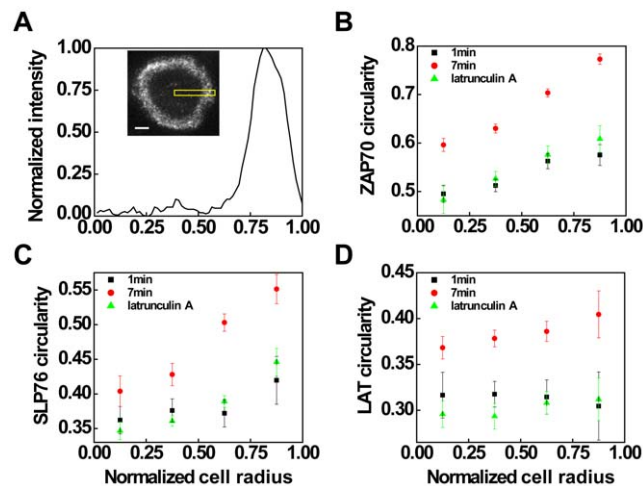 A
Normalized intensity
1.00
0.75
0.50
0.25
0.00
0.00 0.25 0.50 0.75 1.00
B
ZAP70 circularity
0.8
0.7
0.6
0.5
1min
7min
latrunculin A
0.00 0.25 0.50 0.75 1.00
C
SLP76 circularity
0.55
0.50
0.45
0.40
0.35
1min
7min
latrunculin A
0.00 0.25 0.50 0.75 1.00
Normalized cell radius
D
LAT circularity
0.45
0.40
0.35
0.30
1min
7min
latrunculin A
0.00 0.25 0.50 0.75 1.00
Normalized cell radius